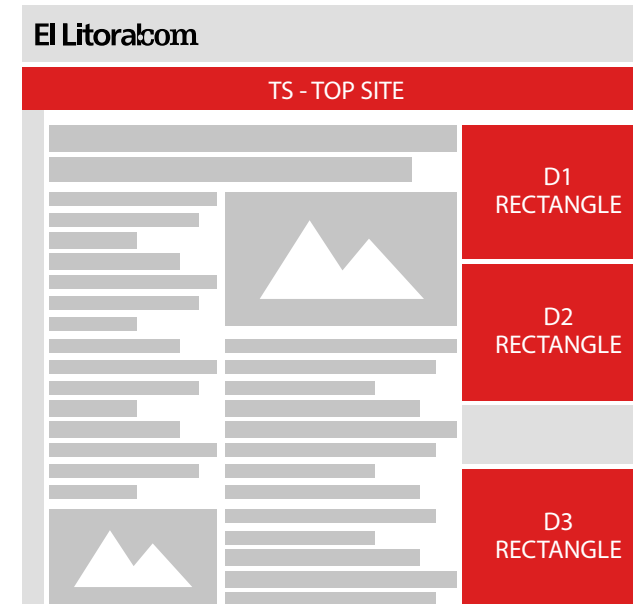 El Litoral.com
TS - TOP SITE
D1
RECTANGLE
D2
RECTANGLE
D3
RECTANGLE